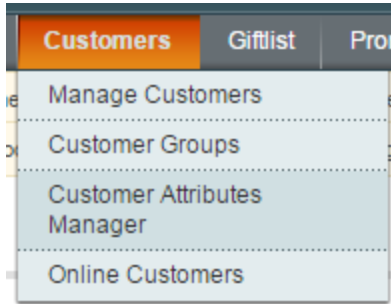 Customers Giftlist
Manage Customers
Customer Groups
Customer Attributes
Manager
Online Customers